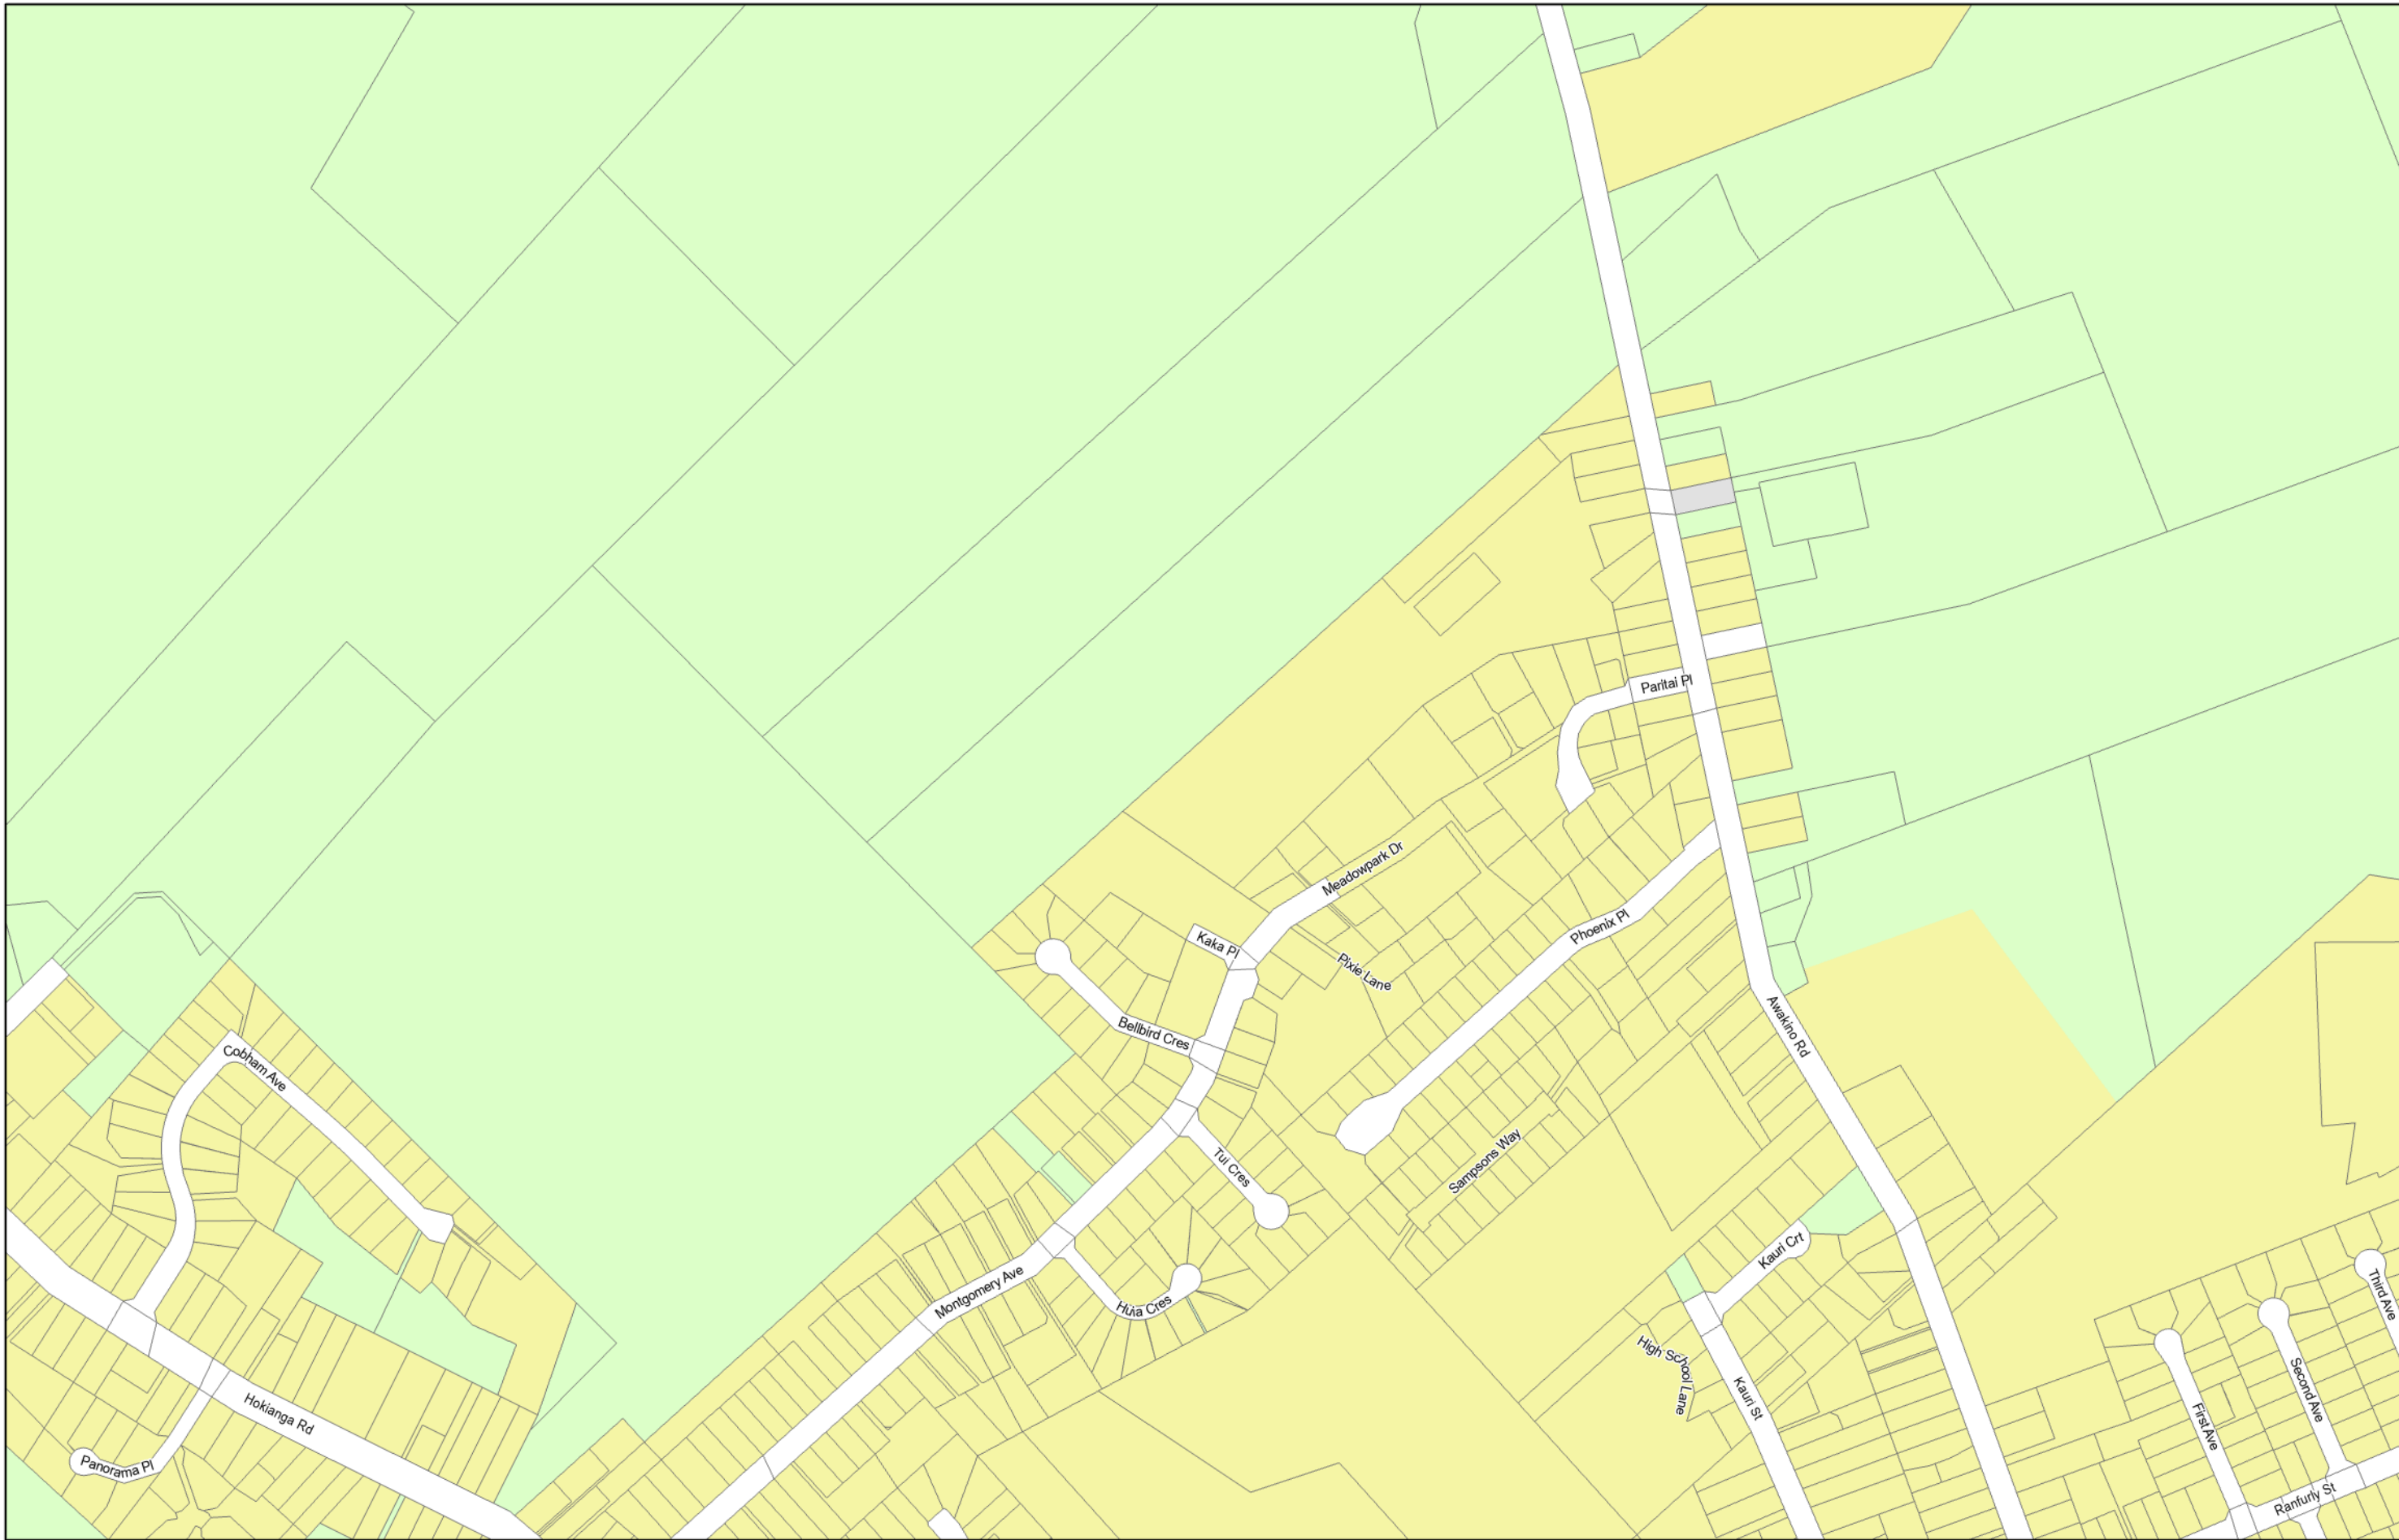 Paritai Pl
Meadowpark Dr
Phoenix Pl
Kaka Pl
Pixie Lane
Bellbird Cres
Awakino Rd
Cobham Ave
Tui Cres
Sampsons Way
Kauri Crt
Montgomery Ave
Huia Cres
Third Ave
High School Lane
Second Ave
Kauri St
Hokianga Rd
First Ave
Panorama Pl
Ranfurly St